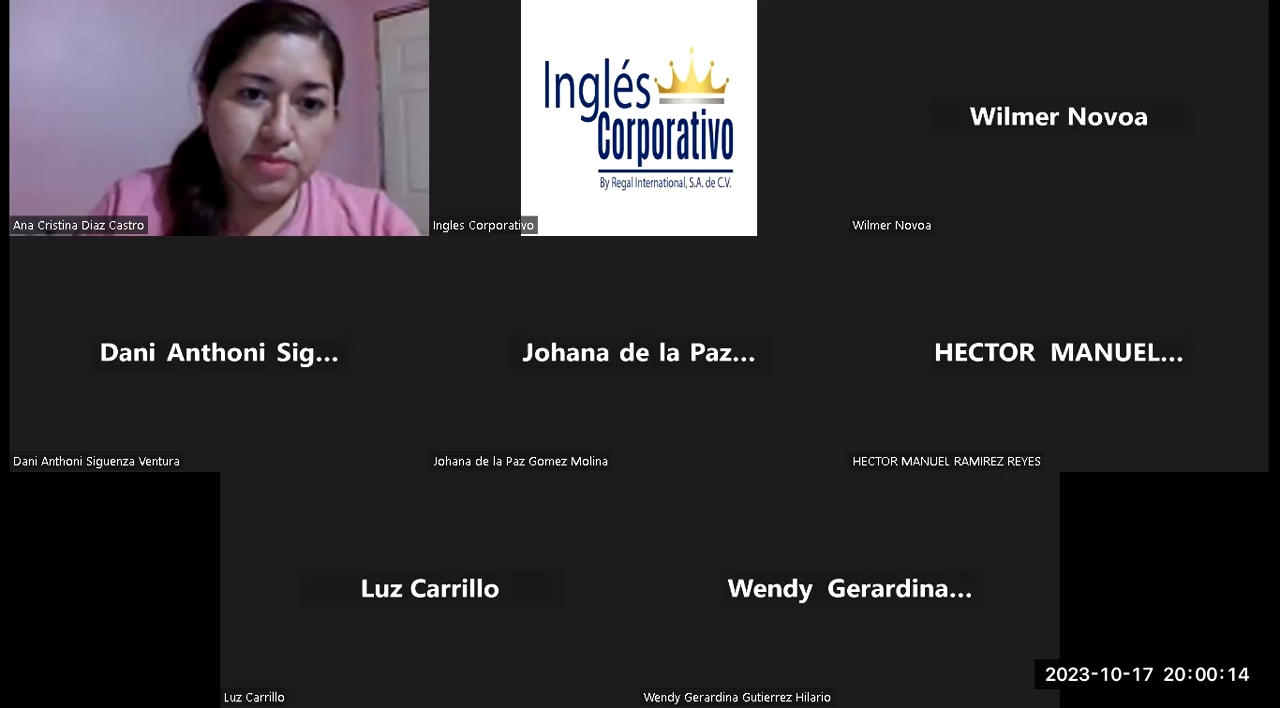 Ana Cristina Diaz Castro
Inglés
Corporativo
By Regal International, S.A. de C.V.
Ingles Corporativo
Wilmer Novoa
Wilmer Novoa
Dani Anthoni Sig...
Dani Anthoni Siguenza Ventura
Johana de la Paz...
Johana de la Paz Gomez Molina
HECTOR MANUEL...
HECTOR MANUEL RAMIREZ REYES
Luz Carrillo
Luz Carrillo
Wendy Gerardina...
Wendy Gerardina Gutierrez Hilario
2023-10-17 20:00:14